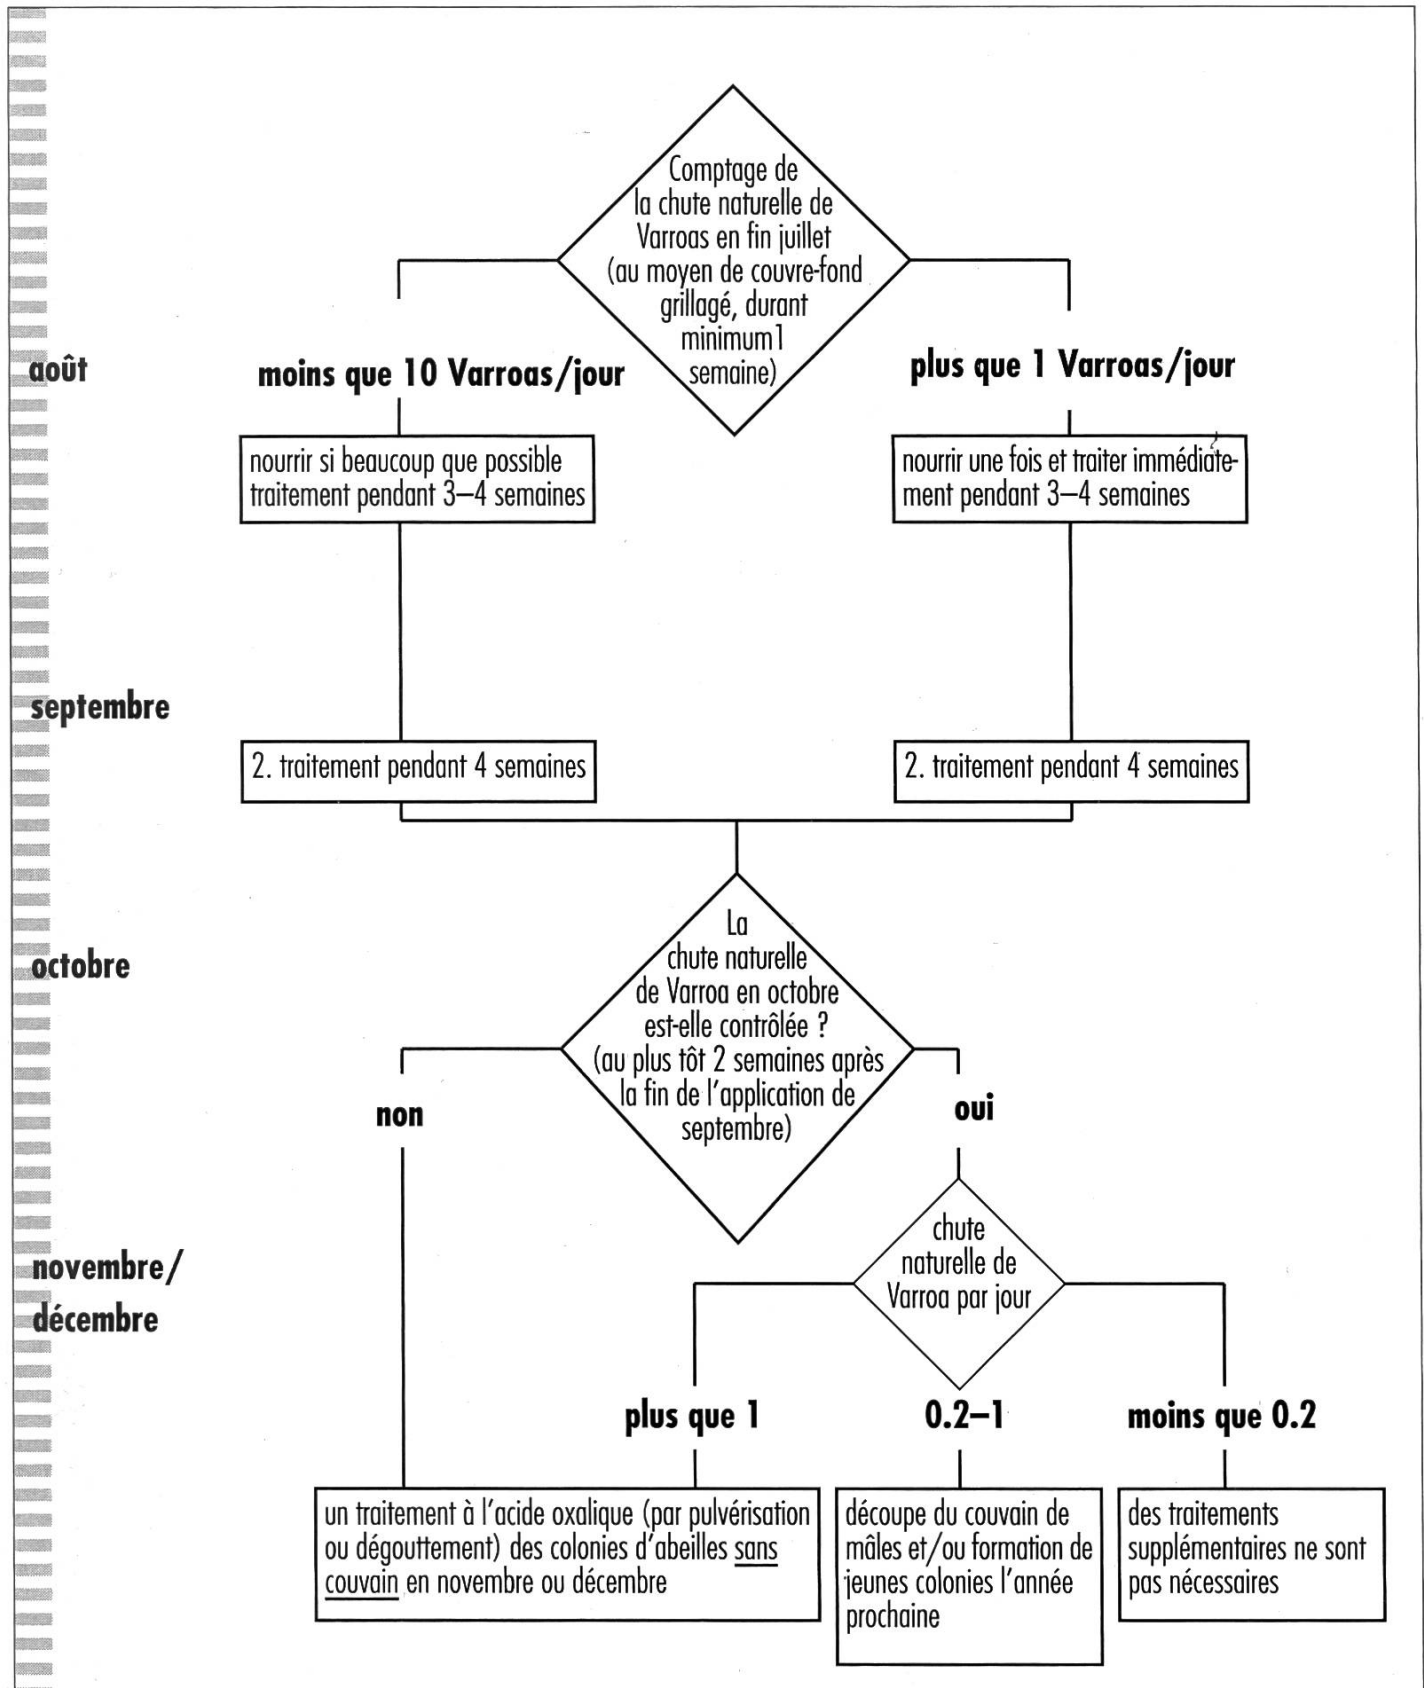 Comptage de
la chute naturelle de
Varroas en fin juillet
(au moyen de couvre-fond
grillagé, durant
minimum1
semaine)
août
moins que 10 Varroas/jour
plus que 1 Varroas/jour
nourrir si beaucoup que possible
traitement pendant 3–4 semaines
nourrir une fois et traiter immédiate-
ment pendant 3–4 semaines
septembre
2. traitement pendant 4 semaines
2. traitement pendant 4 semaines
octobre
La
chute naturelle
de Varroa en octobre
est-elle contrôlée ?
(au plus tôt 2 semaines après
la fin de l'application de
septembre)
non
oui
novembre/
décembre
chute
naturelle de
Varroa par jour
plus que 1
0.2–1
moins que 0.2
un traitement à l'acide oxalique (par pulvérisation
ou dégouttement) des colonies d'abeilles sans
couvain en novembre ou décembre
découpe du couvain de
mâles et/ou formation de
jeunes colonies l'année
prochaine
des traitements
supplémentaires ne sont
pas nécessaires